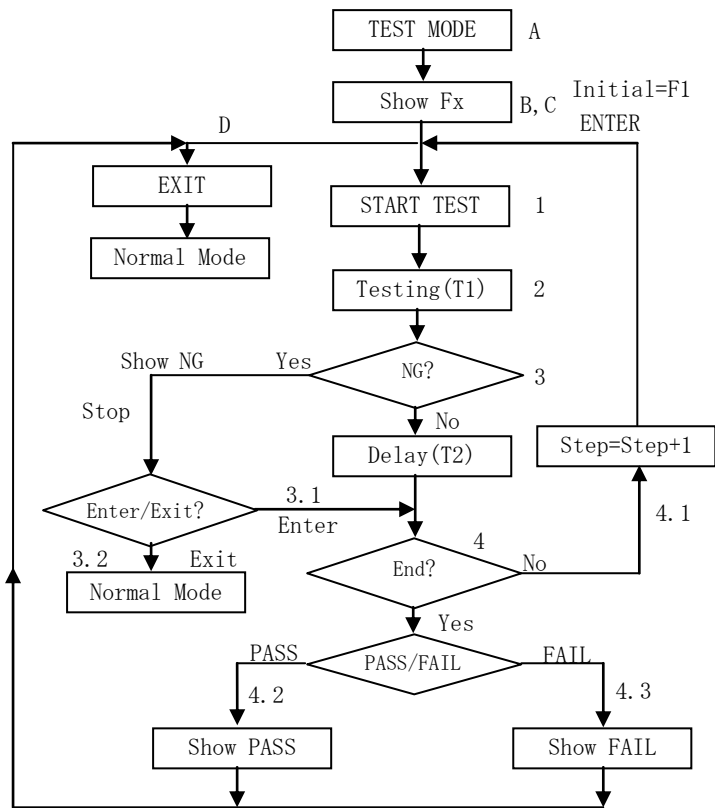 TEST MODE A
Show Fx B,C Initial=F1
ENTER
D
EXIT
START TEST 1
Normal Mode
Testing(T1) 2
Show NG Yes NG? 3
Stop
No
Delay(T2) Step=Step+1
Enter/Exit? 3.1
Enter
4.1
4
3.2 Exit
End? No
Normal Mode
Yes
PASS PASS/FAIL FAIL
4.2 4.3
Show PASS Show FAIL